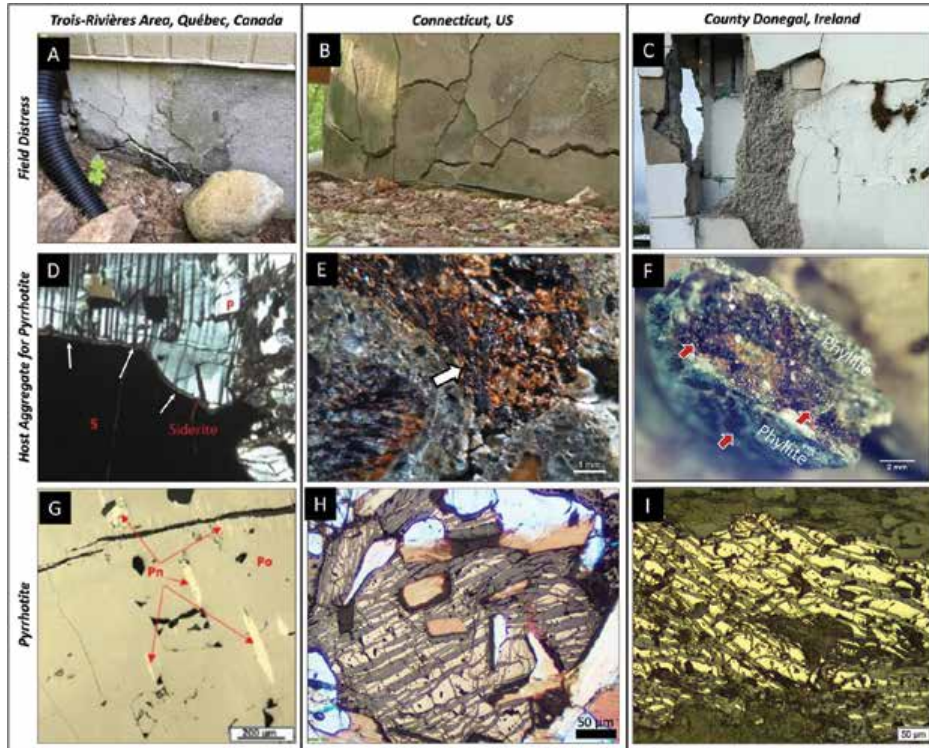 Trois-Rivières Area, Québec, Canada
Connecticut, US
County Donegal, Ireland
Field Distress
A
B
C
Host Aggregate for Pyrrhotite
D
P
S
Siderite
E
1 mm
F
Phyllite
Phyllite
2 mm
Pyrrhotite
G
Pn
Po
200 µm
H
50 µm
I
50 µm